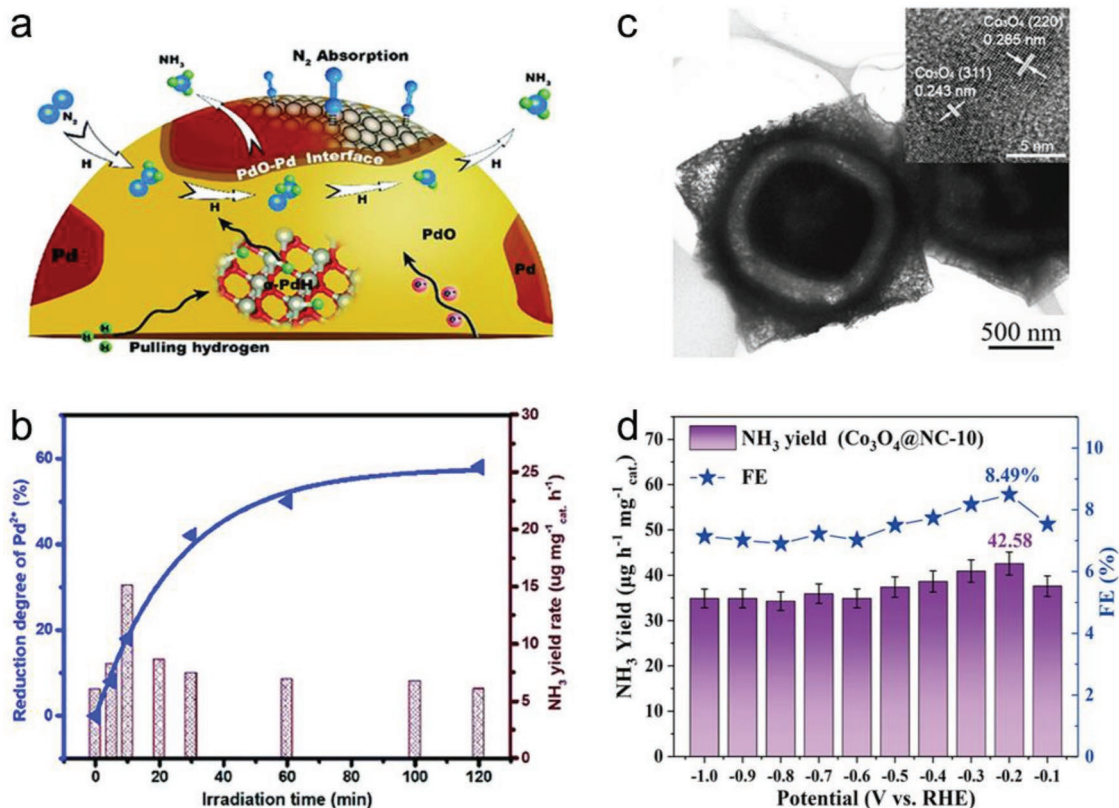 a
N₂ Absorption
NH₃
NH₃
N₂
H
H
PdO-Pd Interface
H
H
PdO
Pd
Pd
α-PdH
O²⁻
O²⁻
H
H
H
Pulling hydrogen
b
Reduction degree of Pd²⁺ (%)
60
40
20
0
30
25
20
15
10
5
0
NH₃ yield rate (ug mg⁻¹cat. h⁻¹)
0 20 40 60 80 100 120
Irradiation time (min)
c
Co₃O₄ (220)
0.285 nm
Co₃O₄ (311)
0.243 nm
5 nm
500 nm
d
NH₃ yield (Co₃O₄@NC-10)
FE
8.49%
42.58
NH₃ Yield (µg h⁻¹ mg⁻¹cat.)
70
60
50
40
30
20
10
0
10
8
6
4
2
0
FE (%)
-1.0 -0.9 -0.8 -0.7 -0.6 -0.5 -0.4 -0.3 -0.2 -0.1
Potential (V vs. RHE)